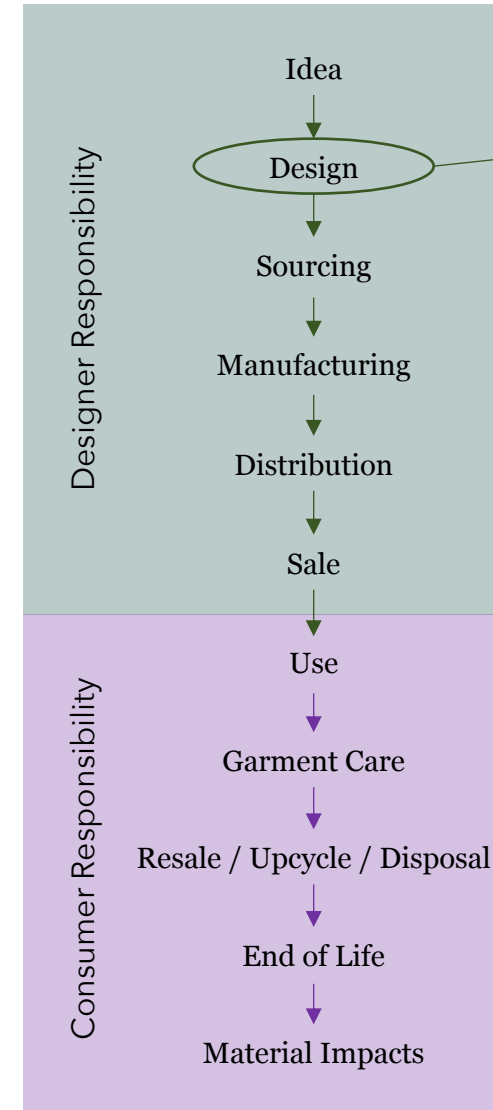 Designer Responsibility
Idea
Design
Sourcing
Manufacturing
Distribution
Sale
Consumer Responsibility
Use
Garment Care
Resale / Upcycle / Disposal
End of Life
Material Impacts